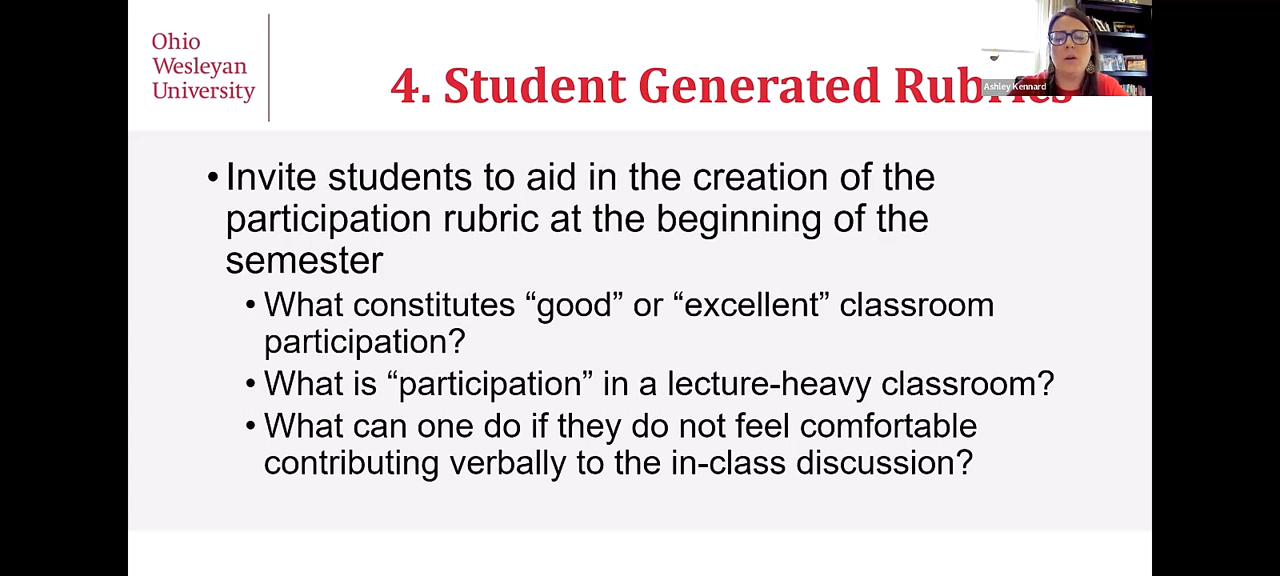 Ohio
Wesleyan
University
4. Student Generated Rubrics
Ashley Kennard
• Invite students to aid in the creation of the
participation rubric at the beginning of the
semester
• What constitutes “good” or “excellent” classroom
participation?
• What is “participation” in a lecture-heavy classroom?
• What can one do if they do not feel comfortable
contributing verbally to the in-class discussion?